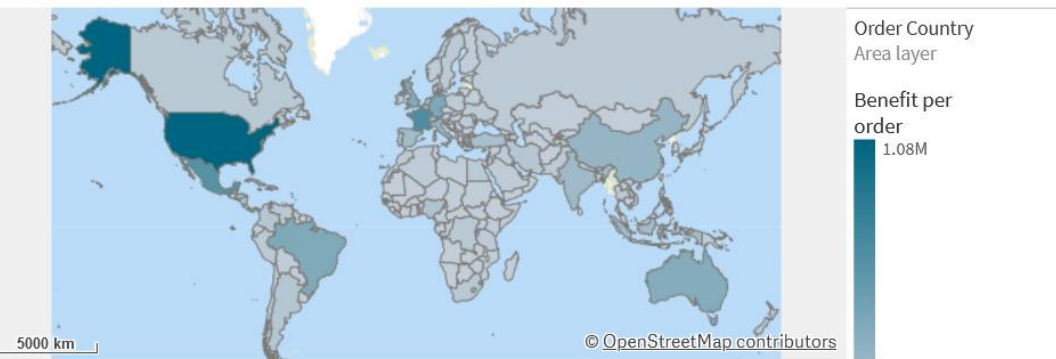 Order Country
Area layer
Benefit per
order
1.08M
5000 km
© OpenStreetMap contributors